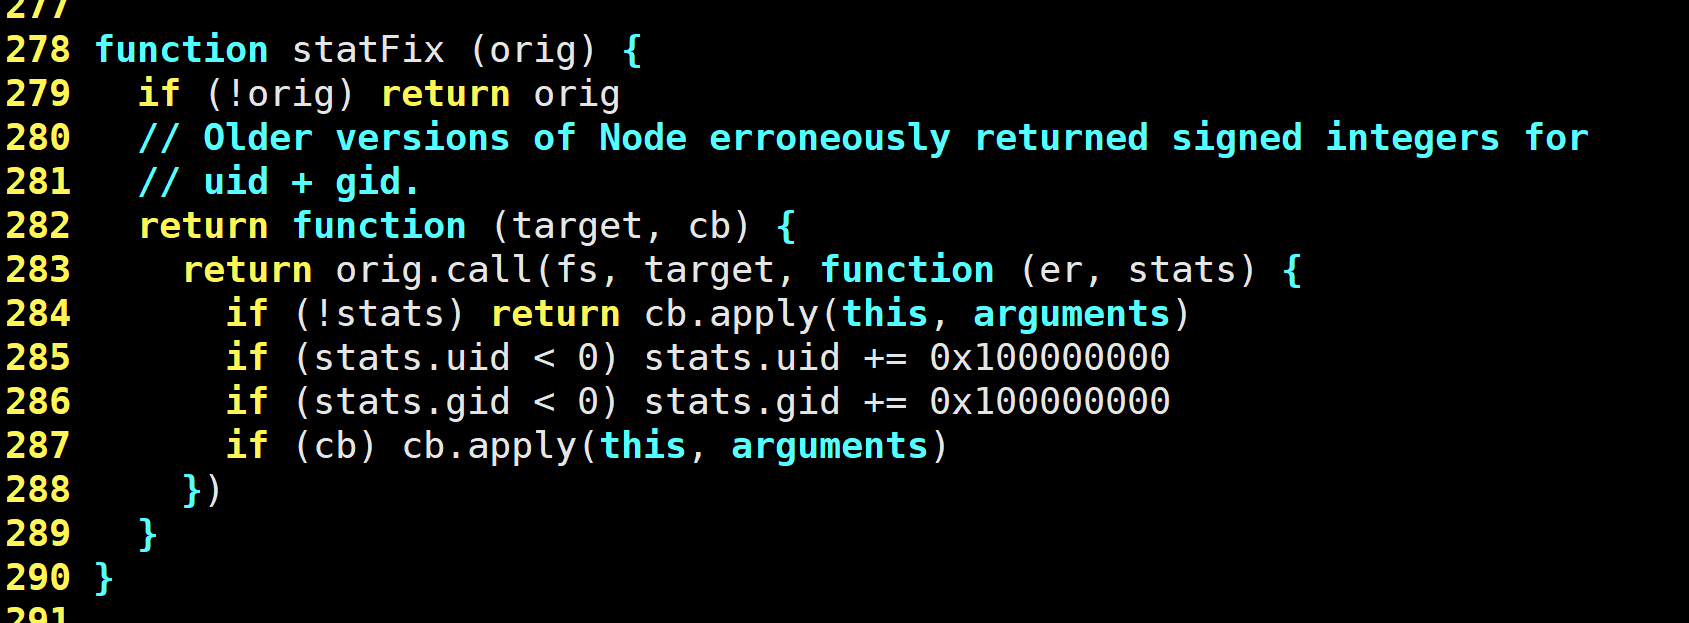 277
278 function statFix (orig) {
279   if (!orig) return orig
280   // Older versions of Node erroneously returned signed integers for
281   // uid + gid.
282   return function (target, cb) {
283     return orig.call(fs, target, function (er, stats) {
284       if (!stats) return cb.apply(this, arguments)
285       if (stats.uid < 0) stats.uid += 0x100000000
286       if (stats.gid < 0) stats.gid += 0x100000000
287       if (cb) cb.apply(this, arguments)
288     })
289   }
290 }
291